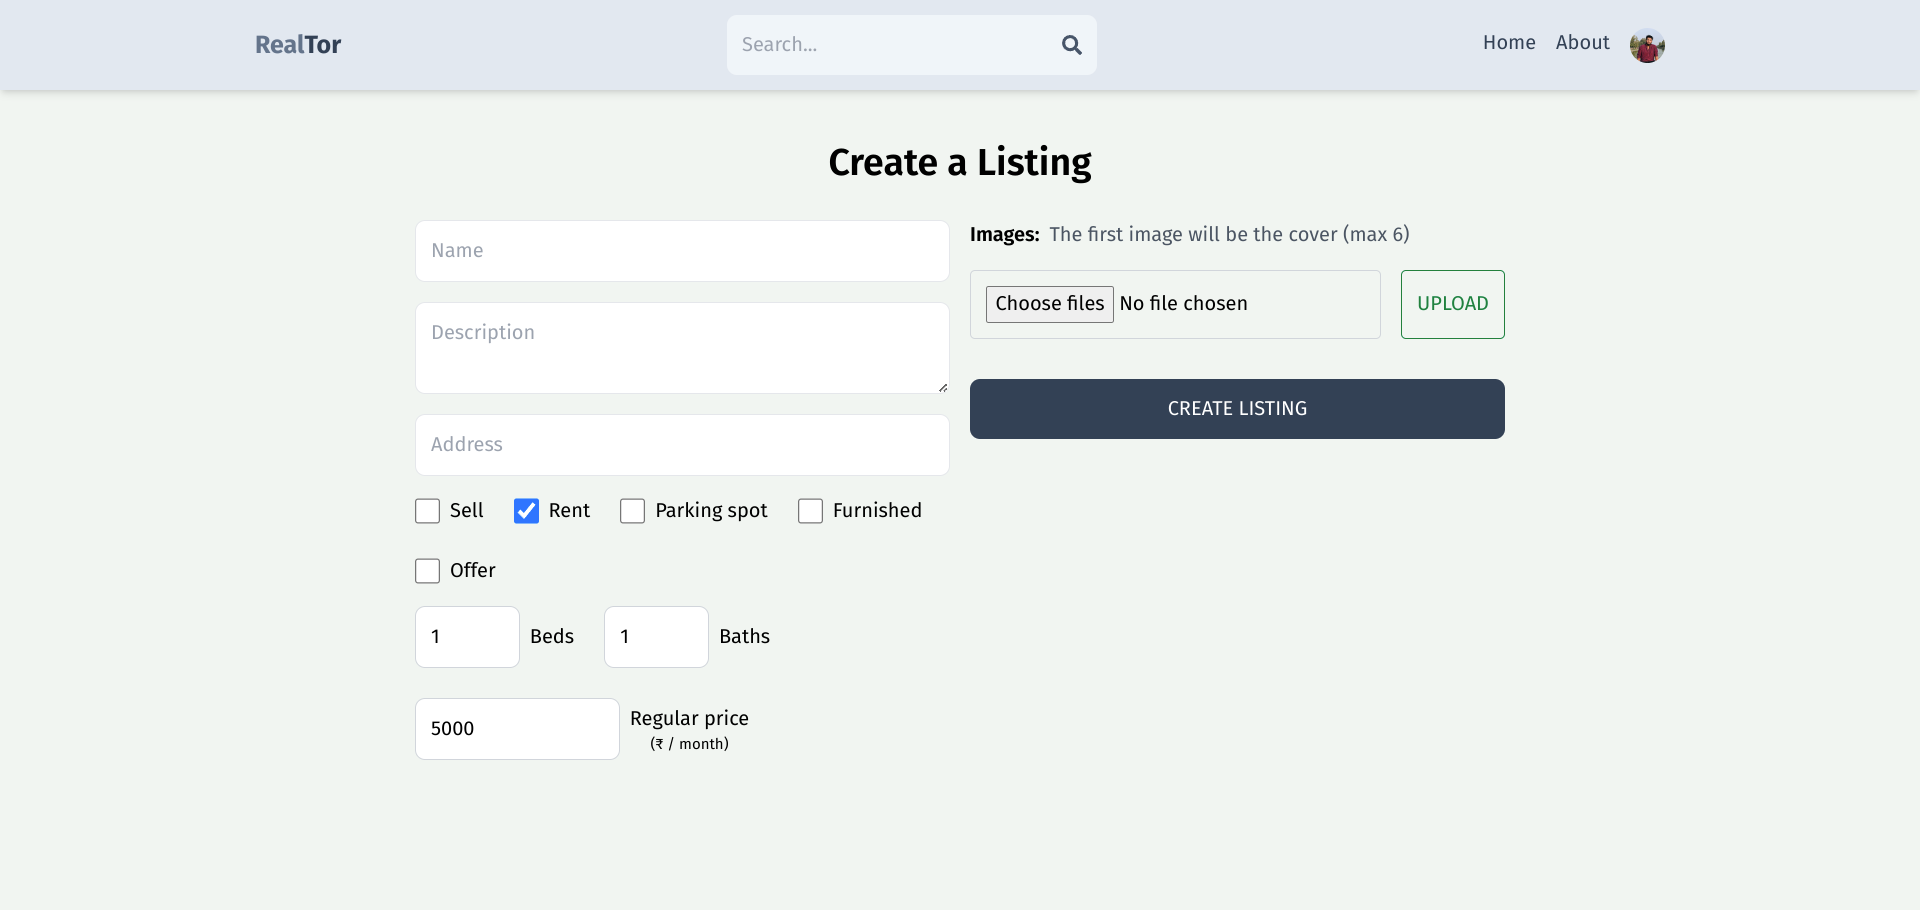 RealTor
Search...
Home
About
Create a Listing
Name
Description
Address
Sell
Rent
Parking spot
Furnished
Offer
1
Beds
1
Baths
5000
Regular price
(₹ / month)
Images: The first image will be the cover (max 6)
Choose files No file chosen
UPLOAD
CREATE LISTING